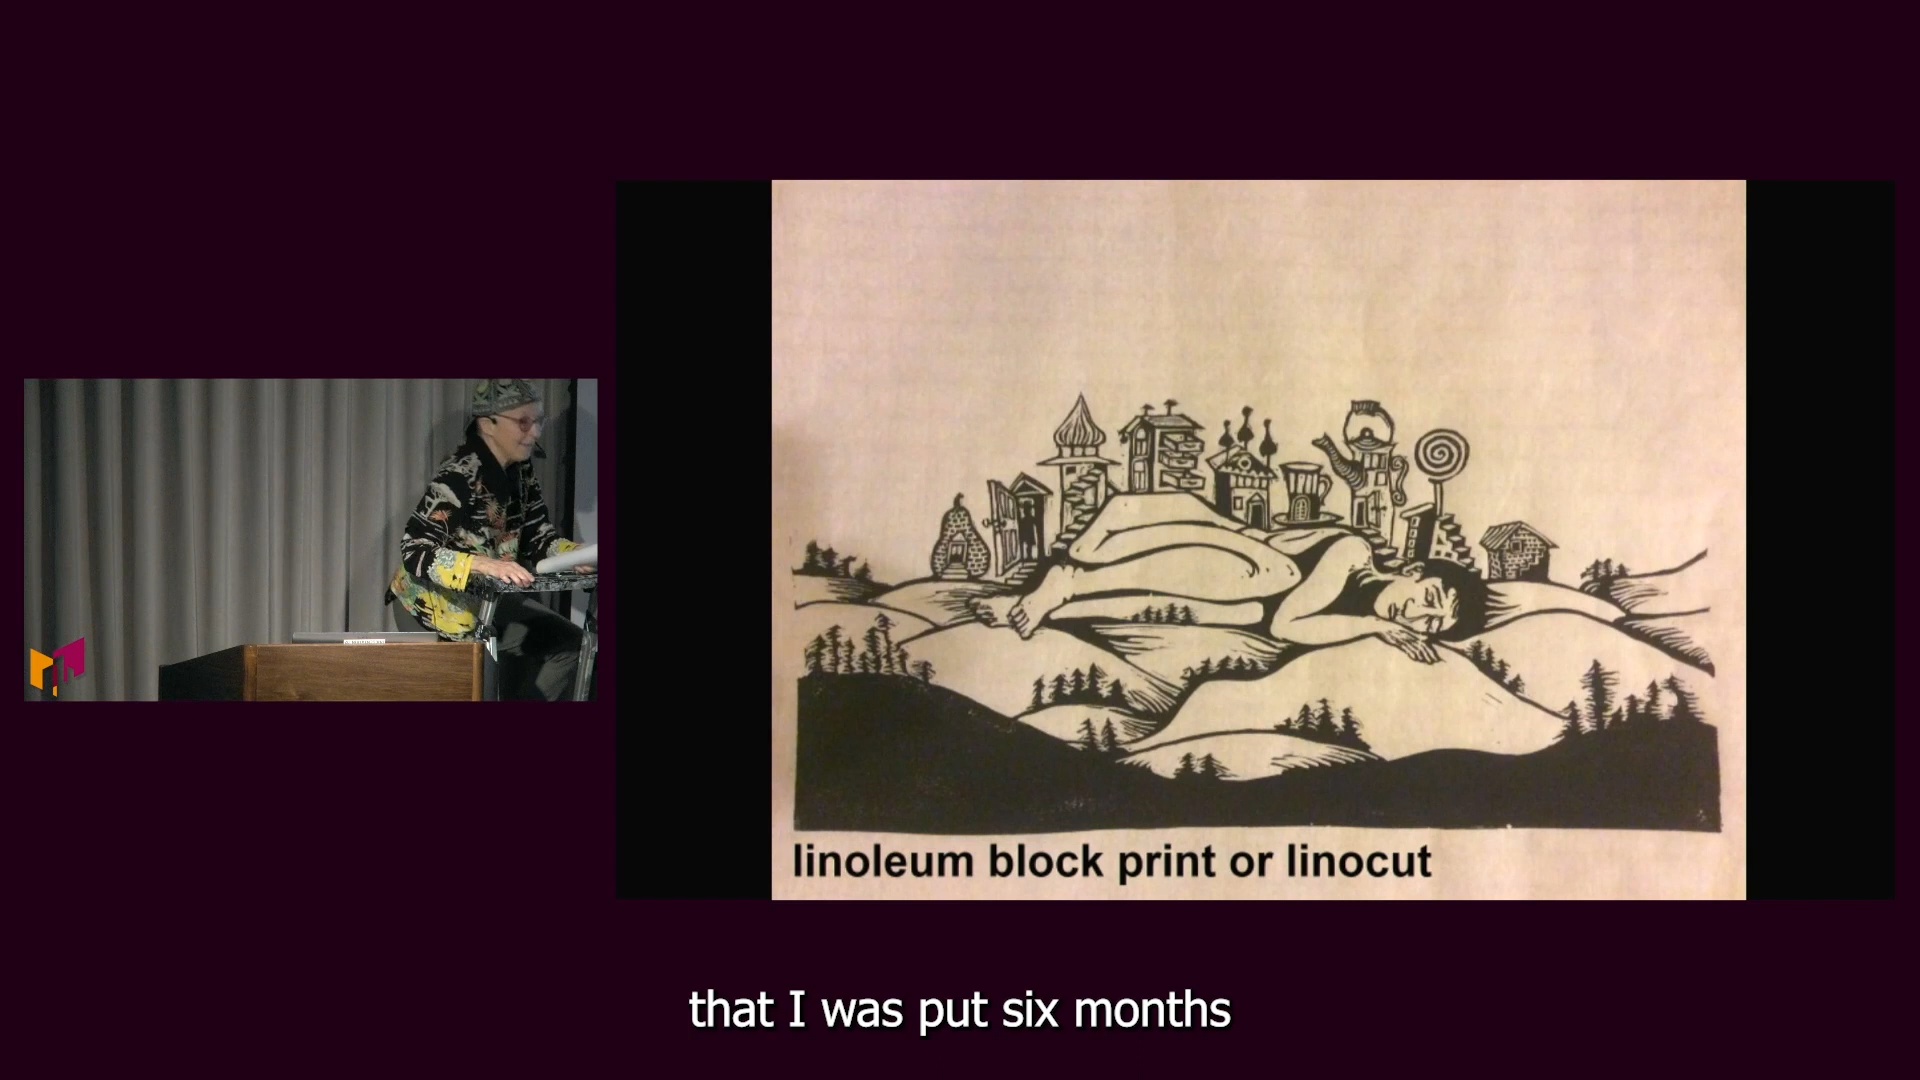 linoleum block print or linocut
that I was put six months